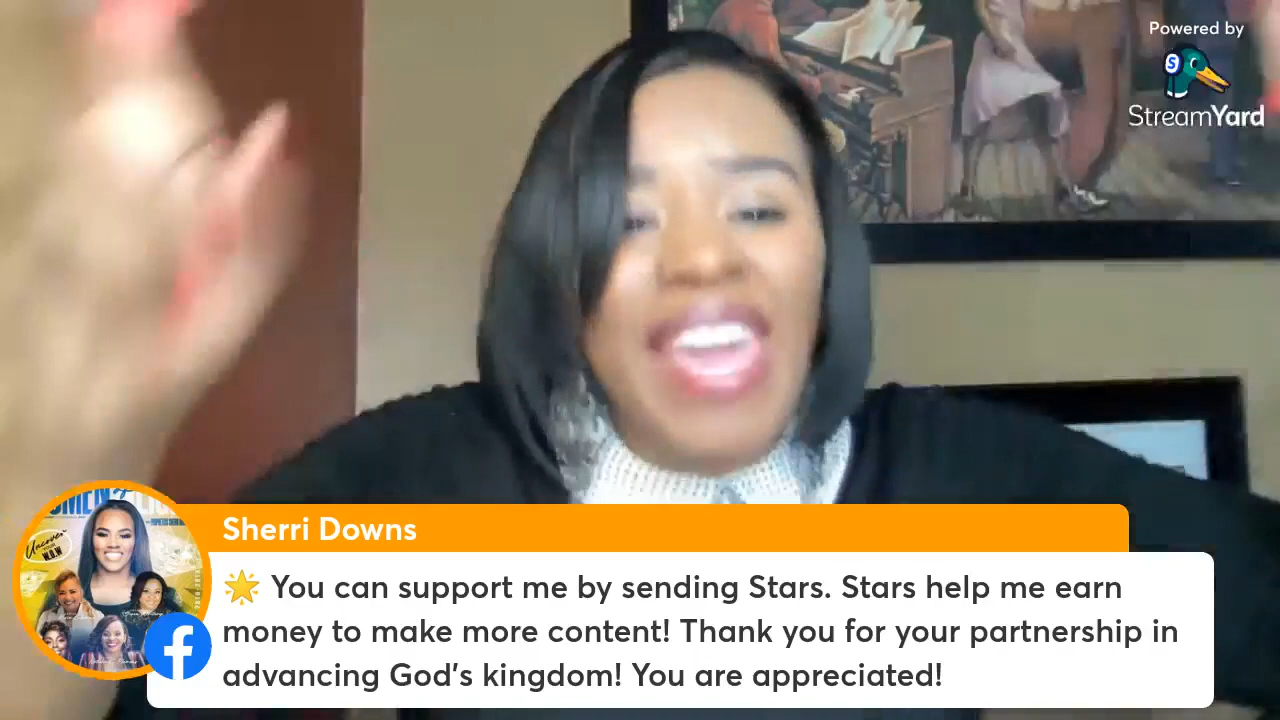 Powered by
StreamYard
Sherri Downs
🌟 You can support me by sending Stars. Stars help me earn
money to make more content! Thank you for your partnership in
advancing God's kingdom! You are appreciated!